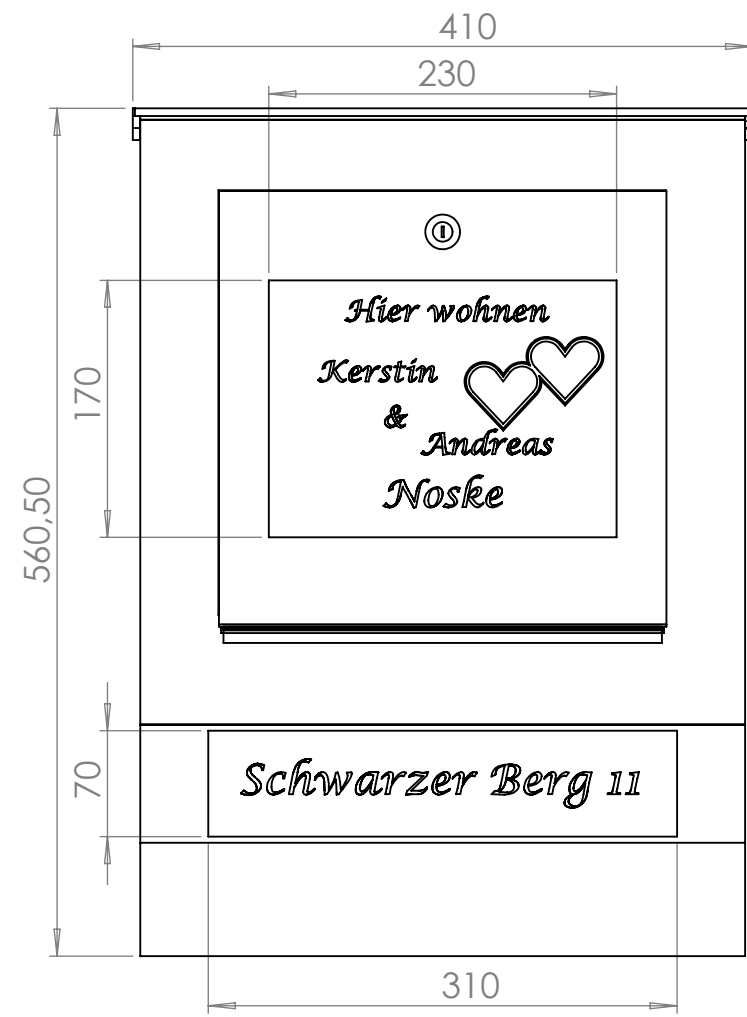 410
230
Hier wohnen
Kerstin
&
Andreas
Noske
170
560,50
70
Schwarzer Berg 11
310